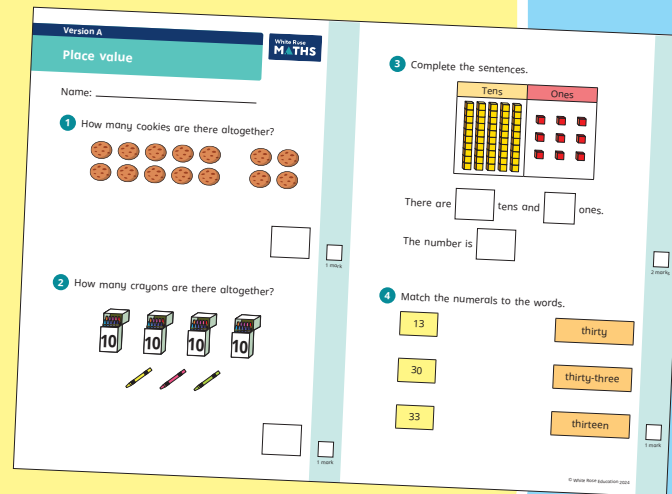 Version A
Place value
White Rose
MATHS
Name:
1 How many cookies are there altogether?
1 mark
2 How many crayons are there altogether?
10 10 10 10
1 mark
3 Complete the sentences.
Tens Ones
There are tens and ones.
The number is
2 marks
4 Match the numerals to the words.
13 thirty
30 thirty-three
33 thirteen
1 mark
© White Rose Education 2024